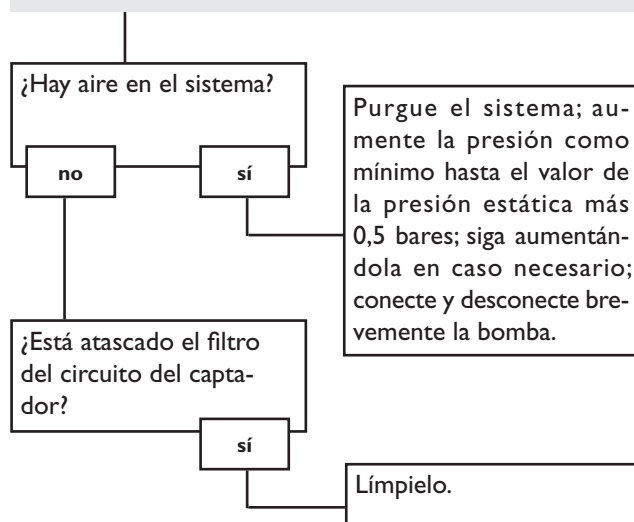 ¿Hay aire en el sistema?
no
sí
Purgue el sistema; au-
mente la presión como
mínimo hasta el valor de
la presión estática más
0,5 bares; siga aumentán-
dola en caso necesario;
conecte y desconecte bre-
vemente la bomba.
¿Está atascado el filtro
del circuito del capta-
dor?
sí
Límpielo.